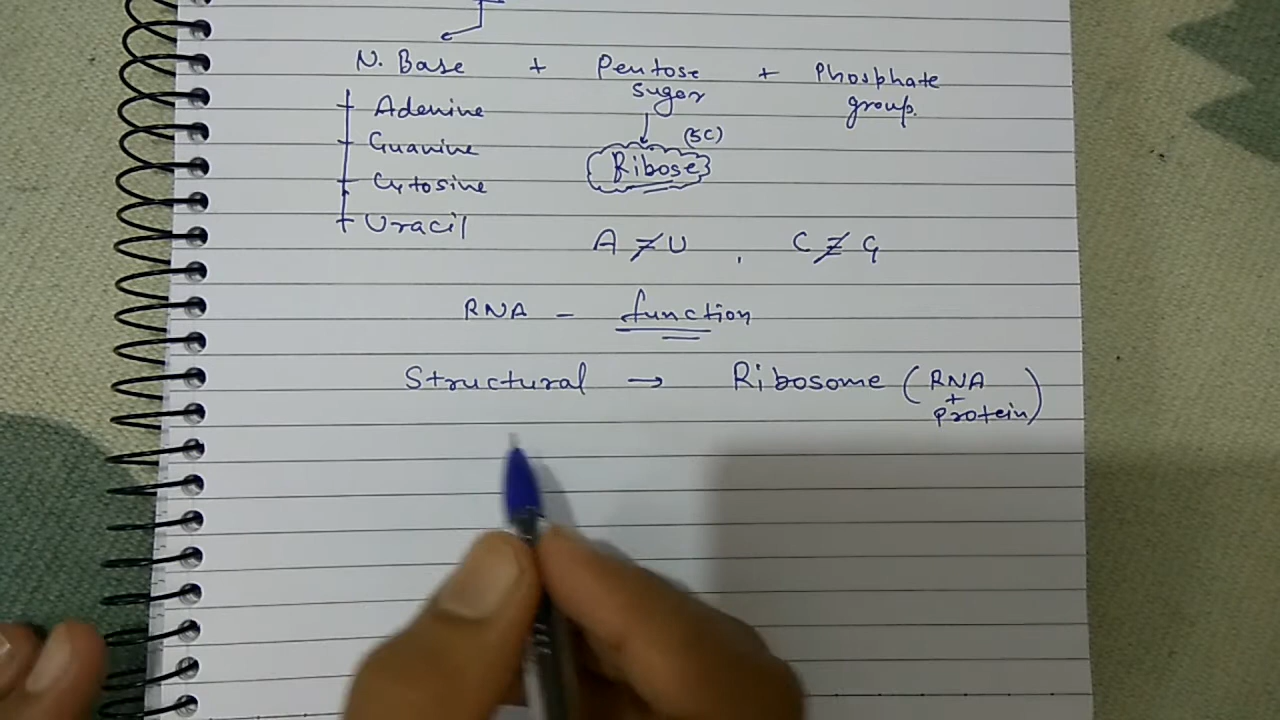 N. Base + Pentose sugar + Phosphate group.
Adenine
Guanine
Cytosine
Uracil
(5C)
Ribose
A ≠ U , C ≠ G
RNA - function
Structural → Ribosome (RNA + protein)